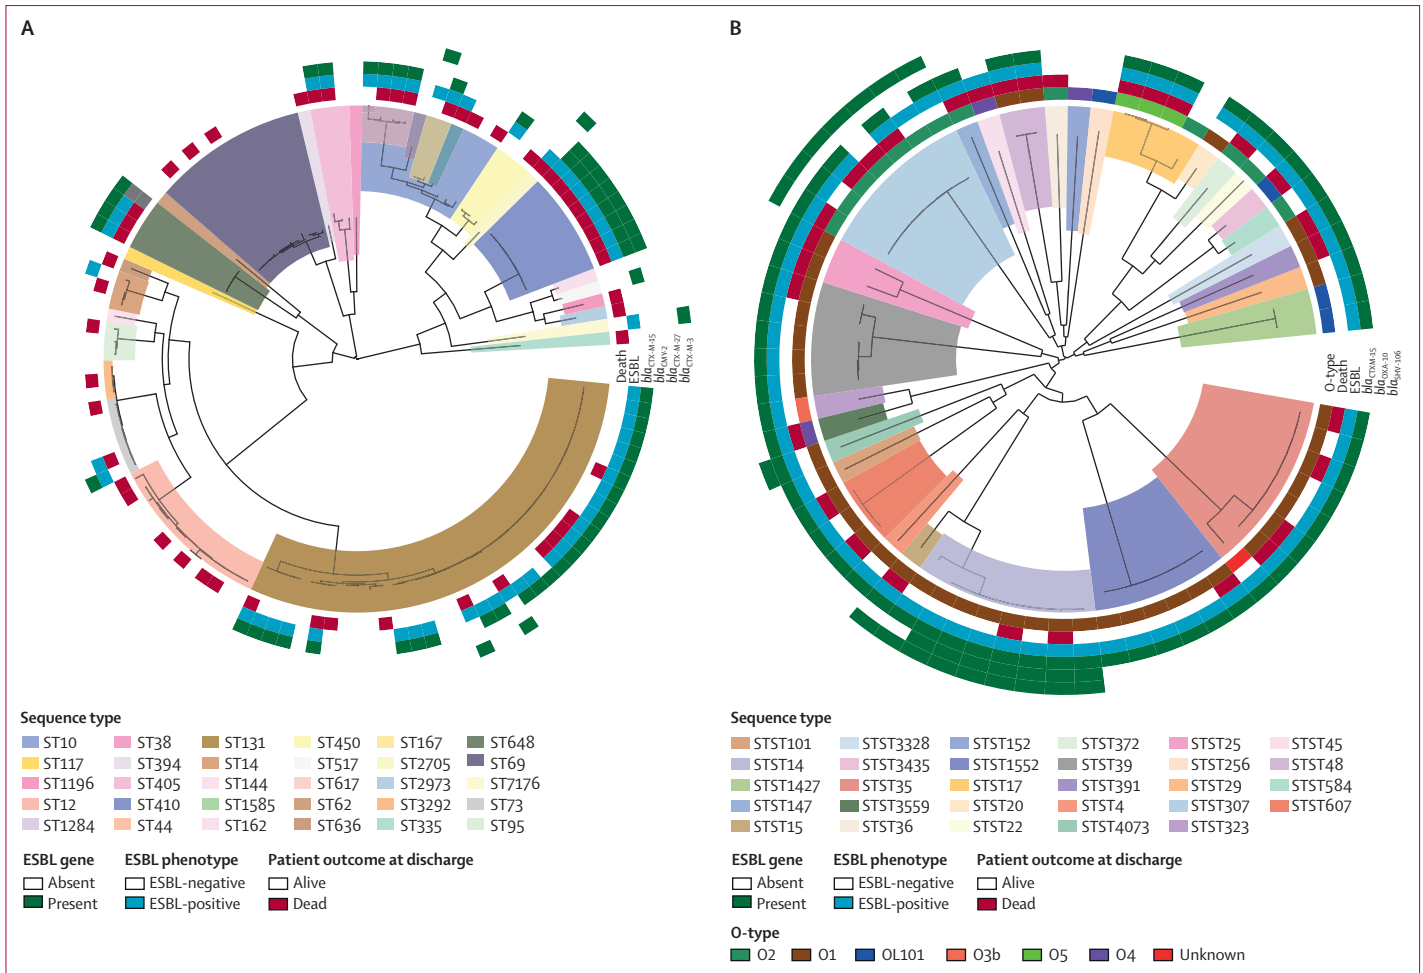 A
B
Death
ESBL
blaCTX-M-15
blaCMY-2
blaCTX-M-27
blaCTX-M-3
O-type
Death
ESBL
blaCTXM-15
blaOXA-10
blaSHV-106
Sequence type
ST10 ST38 ST131 ST450 ST167 ST648
ST117 ST394 ST14 ST517 ST2705 ST69
ST1196 ST405 ST144 ST617 ST2973 ST7176
ST12 ST410 ST1585 ST62 ST3292 ST73
ST1284 ST44 ST162 ST636 ST335 ST95
ESBL gene ESBL phenotype Patient outcome at discharge
Absent ESBL-negative Alive
Present ESBL-positive Dead
Sequence type
STST101 STST3328 STST152 STST372 STST25 STST45
STST14 STST3435 STST1552 STST39 STST256 STST48
STST1427 STST35 STST17 STST391 STST29 STST584
STST147 STST3559 STST20 STST4 STST307 STST607
STST15 STST36 STST22 STST4073 STST323
ESBL gene ESBL phenotype Patient outcome at discharge
Absent ESBL-negative Alive
Present ESBL-positive Dead
O-type
O2 O1 OL101 O3b O5 O4 Unknown